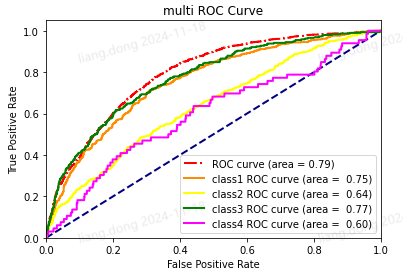 multi ROC Curve
liang.dong 2024-11-18
True Positive Rate
1.0
0.8
0.6
0.4
0.2
0.0
ROC curve (area = 0.79)
class1 ROC curve (area =  0.75)
class2 ROC curve (area =  0.64)
class3 ROC curve (area =  0.77)
class4 ROC curve (area =  0.60)
0.0 0.2 0.4 0.6 0.8 1.0
False Positive Rate